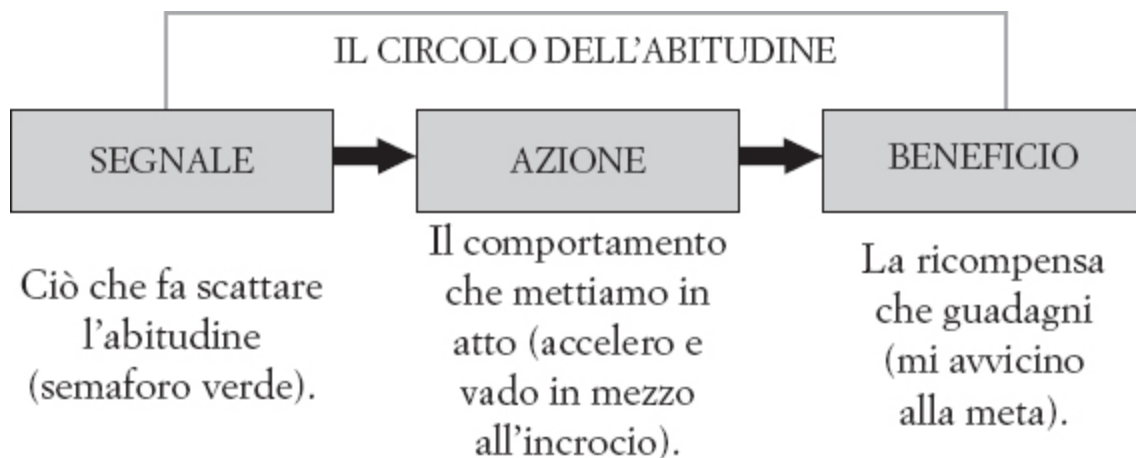 IL CIRCOLO DELL'ABITUDINE
SEGNALE
AZIONE
BENEFICIO
Ciò che fa scattare
l'abitudine
(semaforo verde).
Il comportamento
che mettiamo in
atto (accelero e
vado in mezzo
all'incrocio).
La ricompensa
che guadagni
(mi avvicino
alla meta).